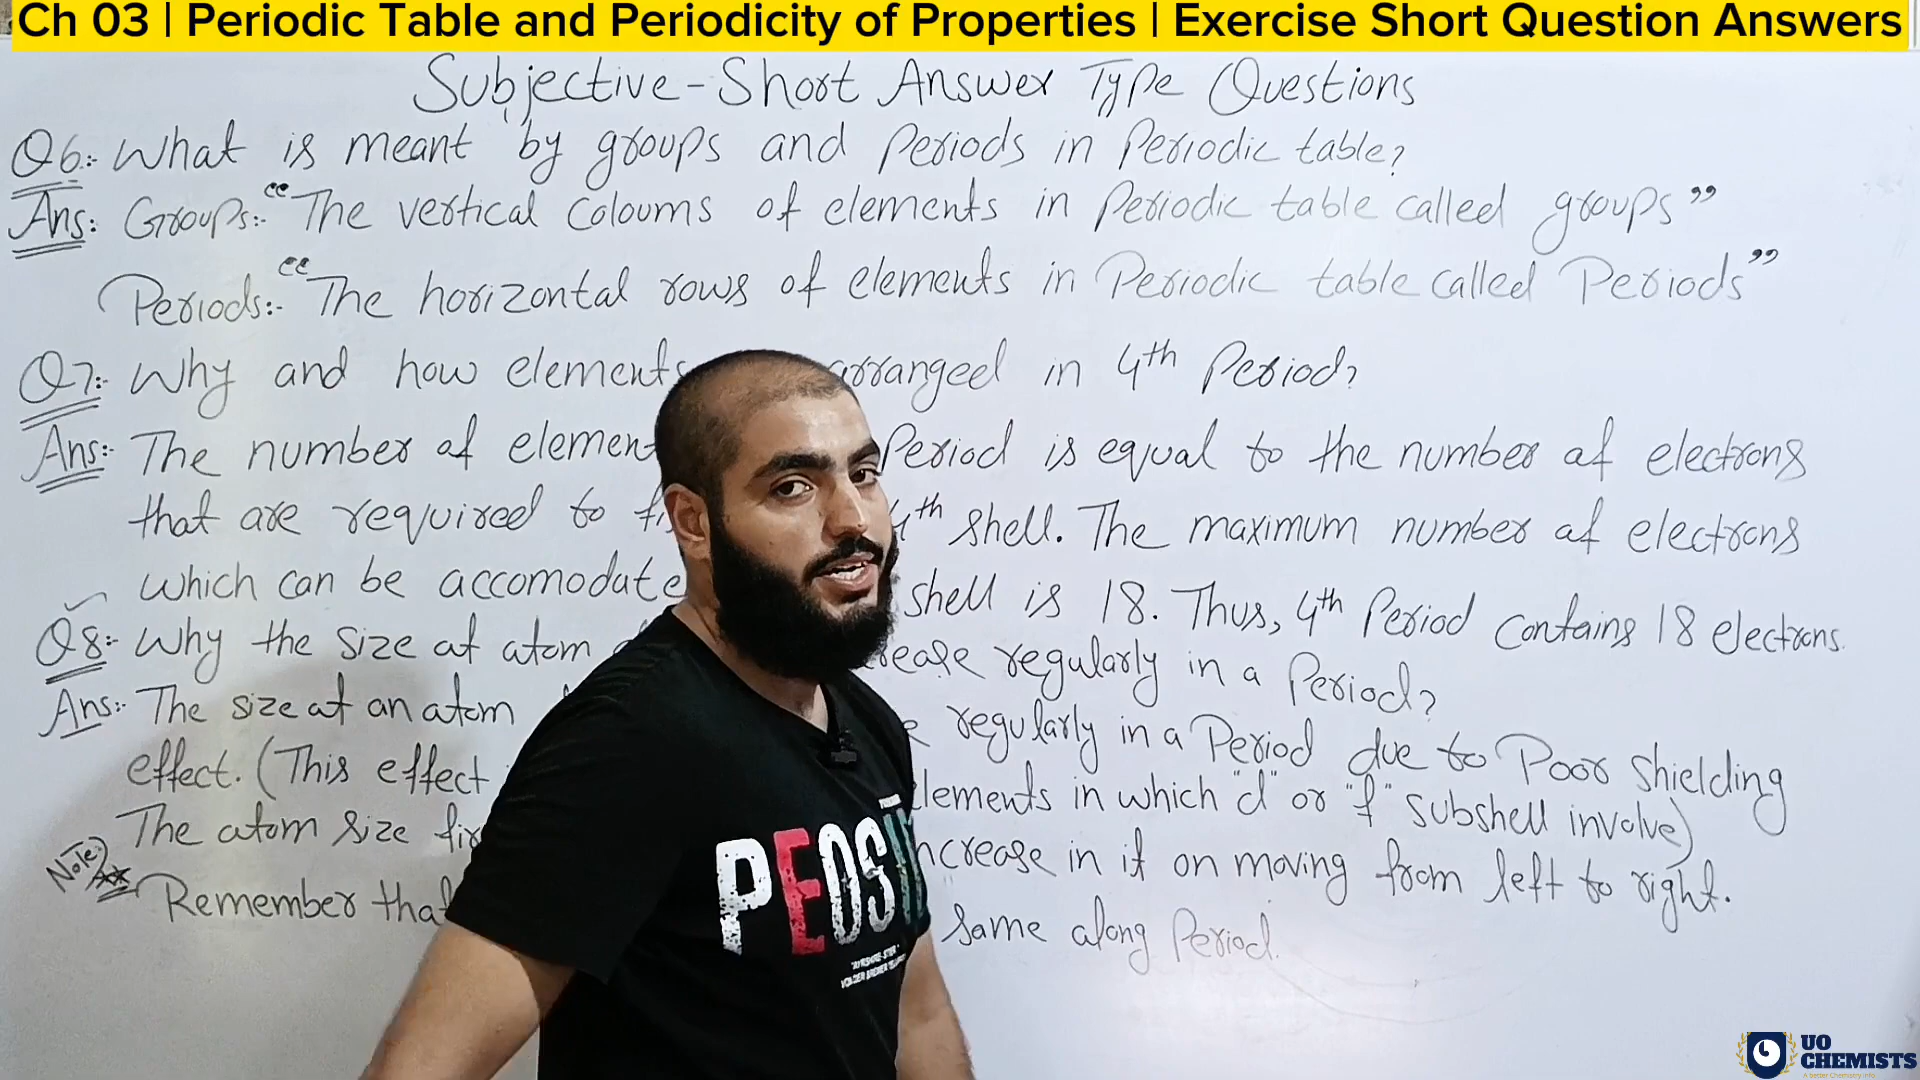 Ch 03 | Periodic Table and Periodicity of Properties | Exercise Short Question Answers
Subjective-Short Answer Type Questions
Q6:- What is meant by groups and Periods in Periodic table?
Ans: Groups:- "The vertical Coloums of elements in Periodic table called groups"
Periods:- "The horizontal rows of elements in Periodic table called Periods"
Q7:- Why and how elements arranged in 4th Period?
Ans:- The number of element Period is equal to the number of electrons
that are required to 4th shell. The maximum number of electrons
which can be accomodate shell is 18. Thus, 4th Period contains 18 electrons.
Q8:- Why the size of atom regularly in a Period?
Ans:- The size of an atom regularly in a Period due to Poor shielding
effect. (This effect elements in which "d" or "f" subshell involve)
The atom size increase in it on moving from left to right.
Note:
Remember that same along Period.
PEOSI
UO
CHEMISTS
A better Chemistry info